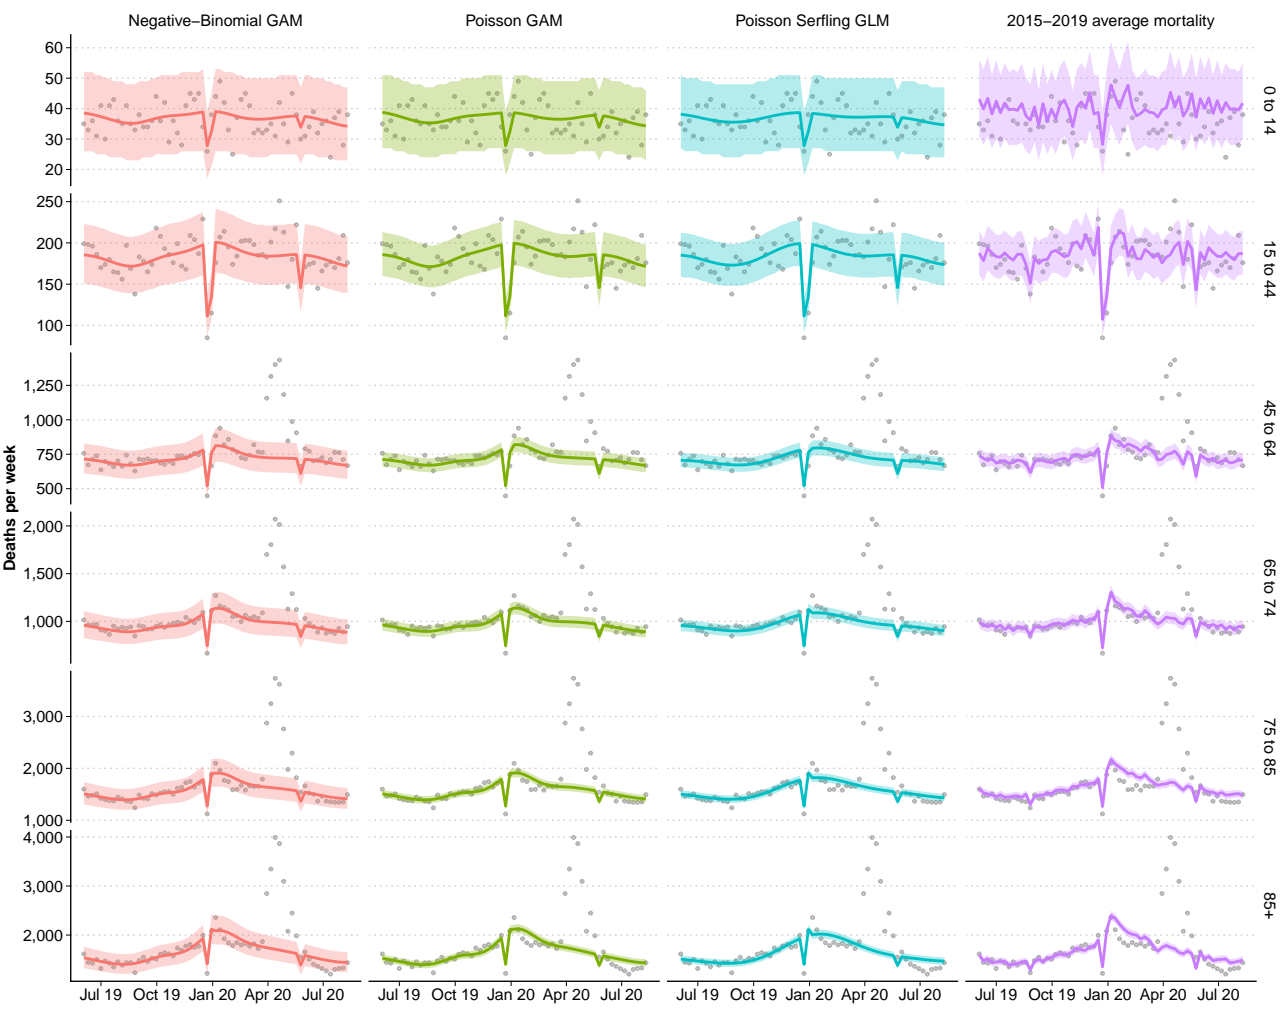 Negative−Binomial GAM
Poisson GAM
Poisson Serfling GLM
2015−2019 average mortality
60
50
40
30
20
0 to 14
250
200
150
100
15 to 44
1,250
1,000
750
500
45 to 64
2,000
1,500
1,000
65 to 74
3,000
2,000
1,000
75 to 85
4,000
3,000
2,000
85+
Deaths per week
Jul 19 Oct 19 Jan 20 Apr 20 Jul 20
Jul 19 Oct 19 Jan 20 Apr 20 Jul 20
Jul 19 Oct 19 Jan 20 Apr 20 Jul 20
Jul 19 Oct 19 Jan 20 Apr 20 Jul 20